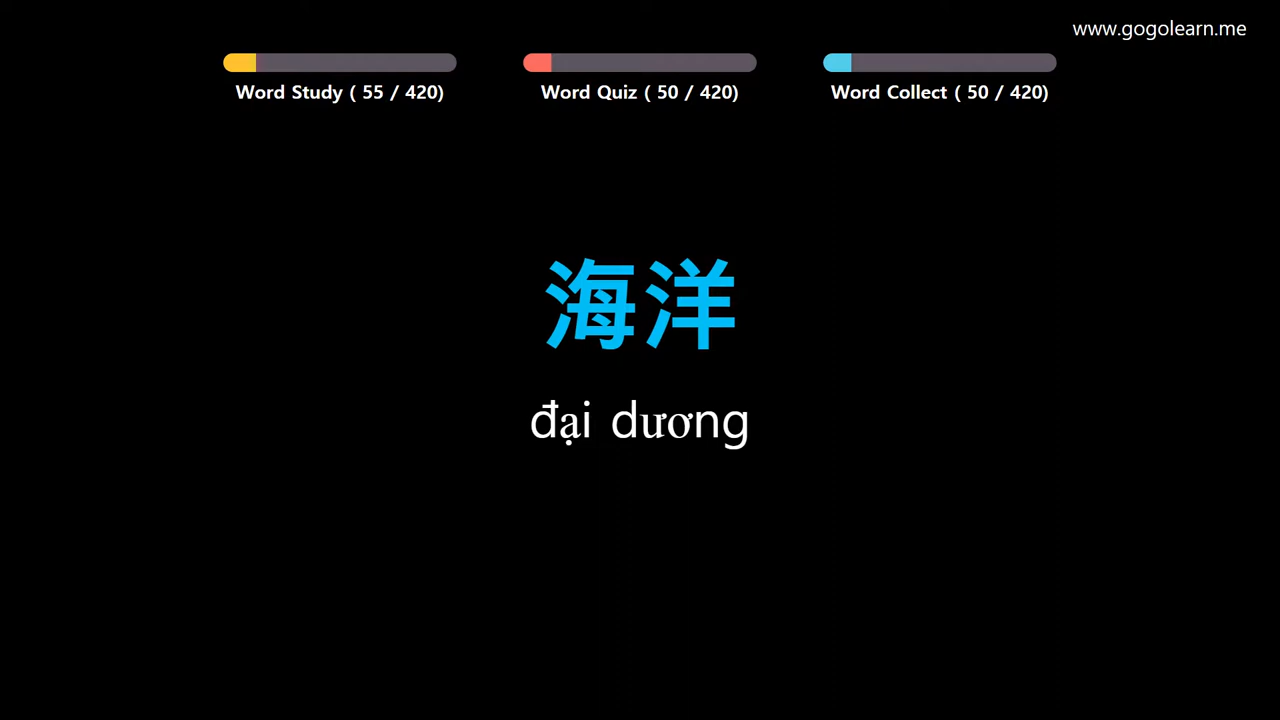 www.gogolearn.me
Word Study ( 55 / 420)
Word Quiz ( 50 / 420)
Word Collect ( 50 / 420)
海洋
đại dương